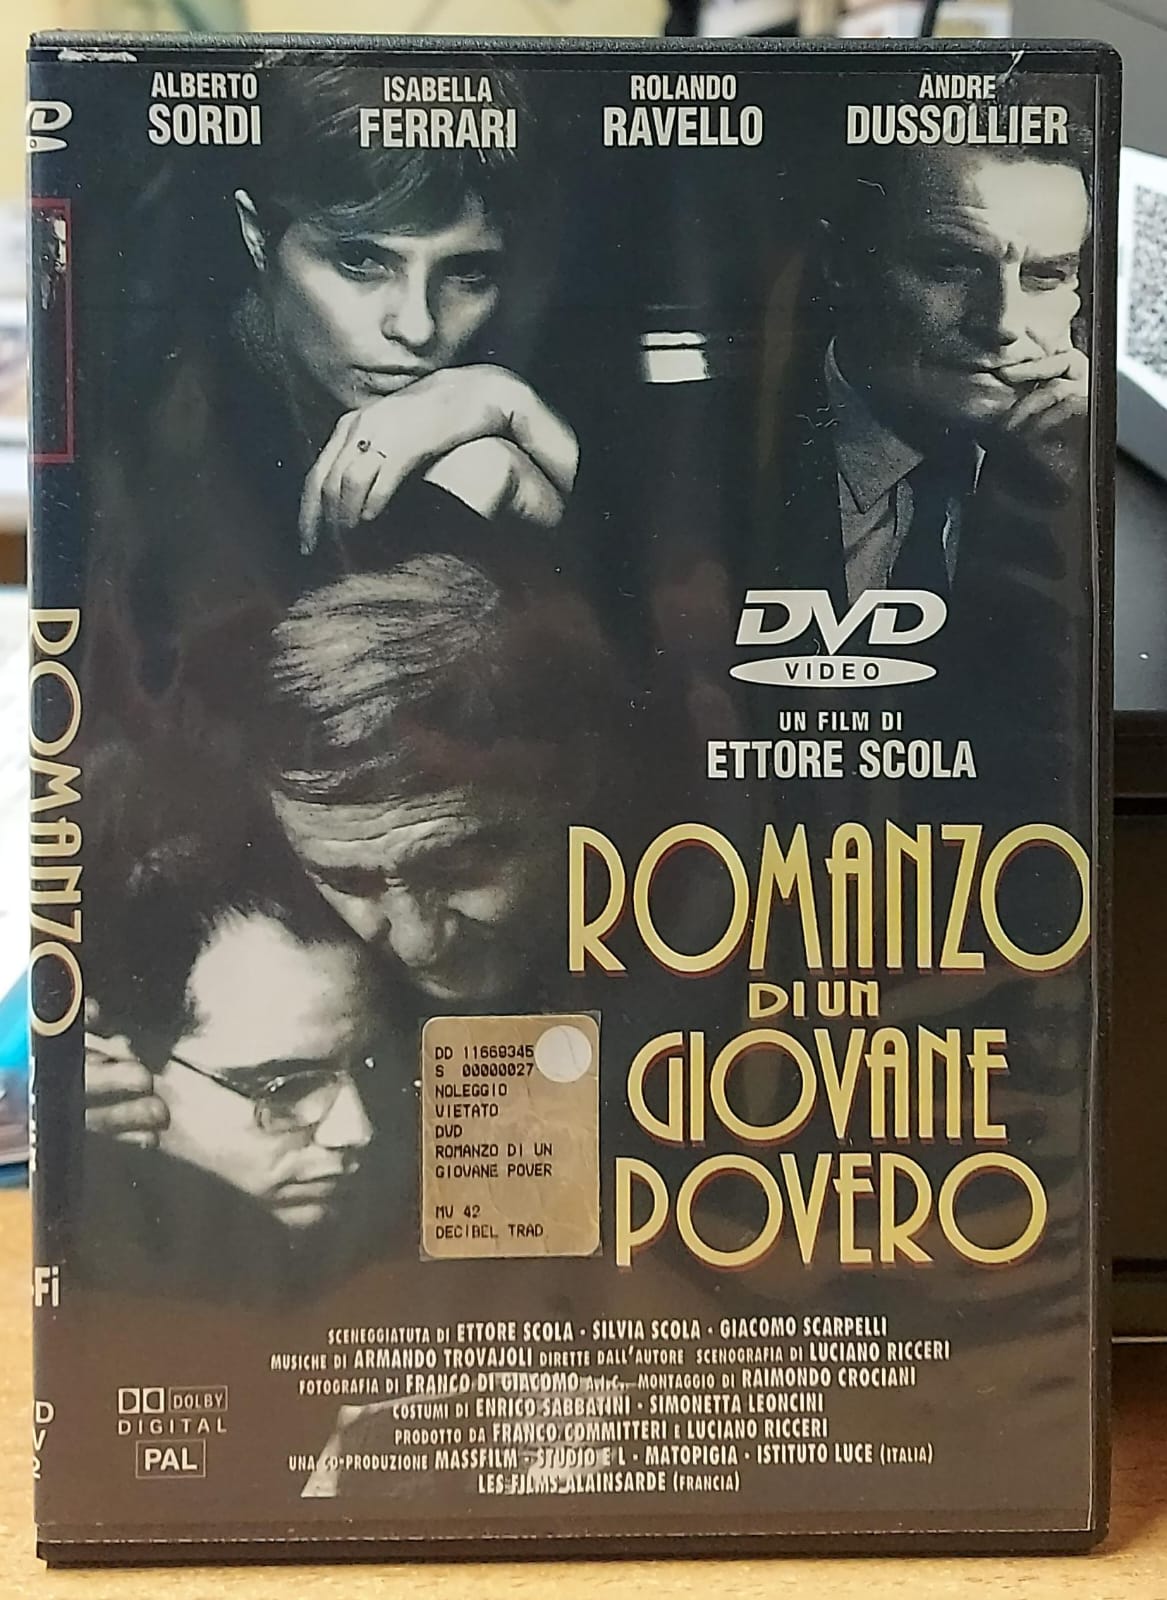 ALBERTO
SORDI
ISABELLA
FERRARI
ROLANDO
RAVELLO
ANDRE
DUSSOLLIER
DVD
VIDEO
UN FILM DI
ETTORE SCOLA
ROMANZO
DI UN
GIOVANE
POVERO
DD 11669345
S 00000027
NOLEGGIO
VIETATO
DVD
ROMANZO DI UN
GIOVANE POVER
MV 42
DECIBEL TRAD
SCENEGGIATUTA DI ETTORE SCOLA · SILVIA SCOLA · GIACOMO SCARPELLI
MUSICHE DI ARMANDO TROVAJOLI DIRETTE DALL'AUTORE SCENOGRAFIA DI LUCIANO RICCERI
FOTOGRAFIA DI FRANCO DI GIACOMO MONTAGGIO DI RAIMONDO CROCIANI
COSTUMI DI ENRICO SABBATINI · SIMONETTA LEONCINI
PRODOTTO DA FRANCO COMMITTERI E LUCIANO RICCERI
UNA CO-PRODUZIONE MASSFILM · STUDIO E L · MATOPIGIA · ISTITUTO LUCE (ITALIA)
LES FILMS ALAINSARDE (FRANCIA)
DOLBY
DIGITAL
PAL
ROMANZO
Fi